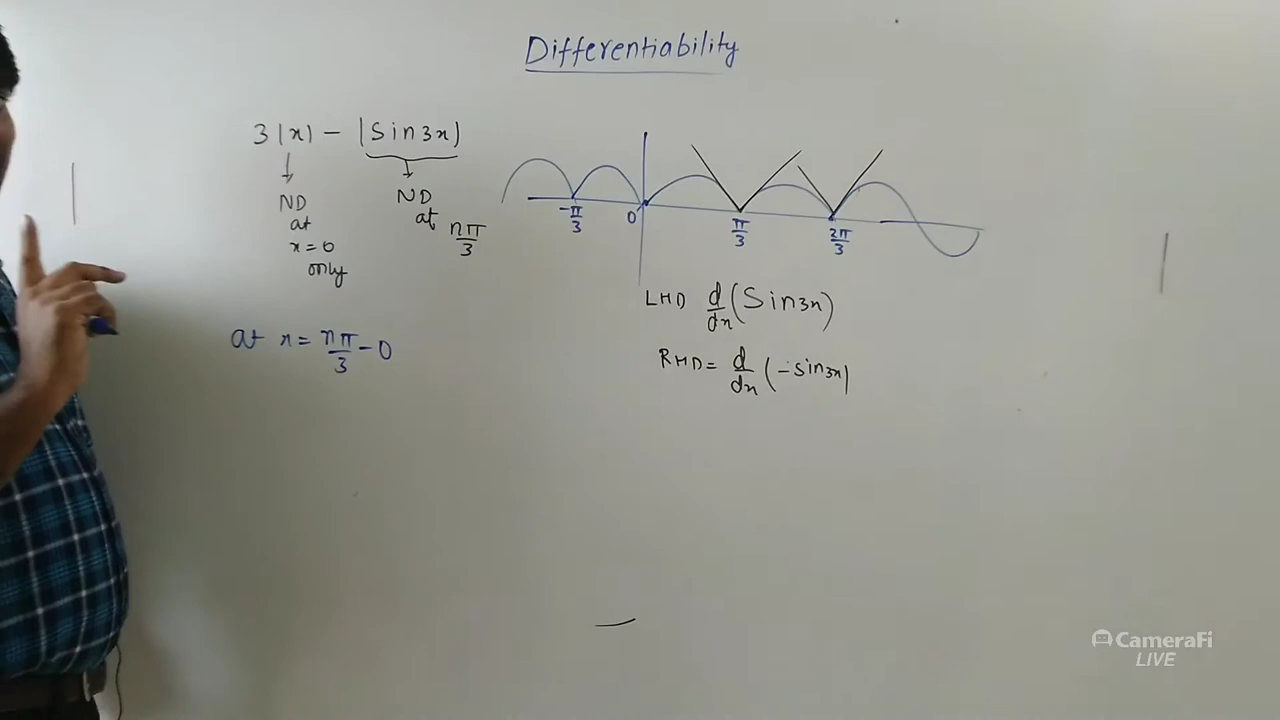 Differentiability
3|x| - |Sin3x|
ND
at
x=0
only
ND
at nπ/3
-π/3
0
π/3
2π/3
LHD d/dx (Sin3x)
RHD = d/dx (-sin3x)
at x = nπ/3 - 0
CameraFi
LIVE